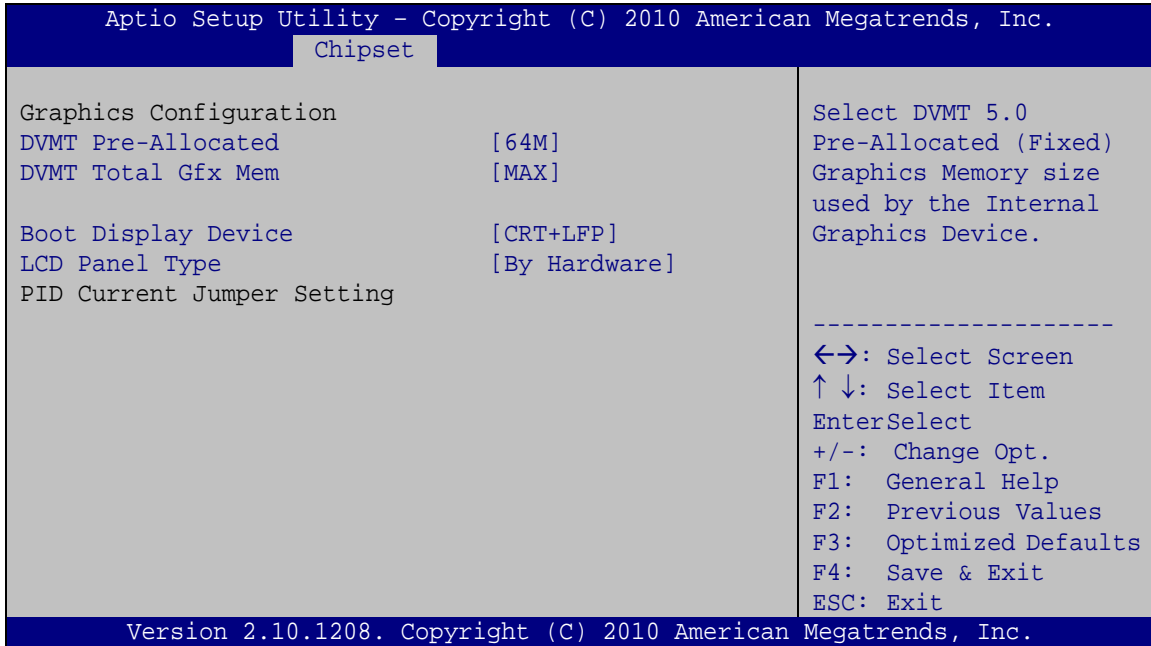 Aptio Setup Utility – Copyright (C) 2010 American Megatrends, Inc.
Chipset
Graphics Configuration
DVMT Pre-Allocated [64M]
DVMT Total Gfx Mem [MAX]
Boot Display Device [CRT+LFP]
LCD Panel Type [By Hardware]
PID Current Jumper Setting
Select DVMT 5.0
Pre-Allocated (Fixed)
Graphics Memory size
used by the Internal
Graphics Device.
---------------------
←→: Select Screen
↑ ↓: Select Item
EnterSelect
+/-: Change Opt.
F1: General Help
F2: Previous Values
F3: Optimized Defaults
F4: Save & Exit
ESC: Exit
Version 2.10.1208. Copyright (C) 2010 American Megatrends, Inc.